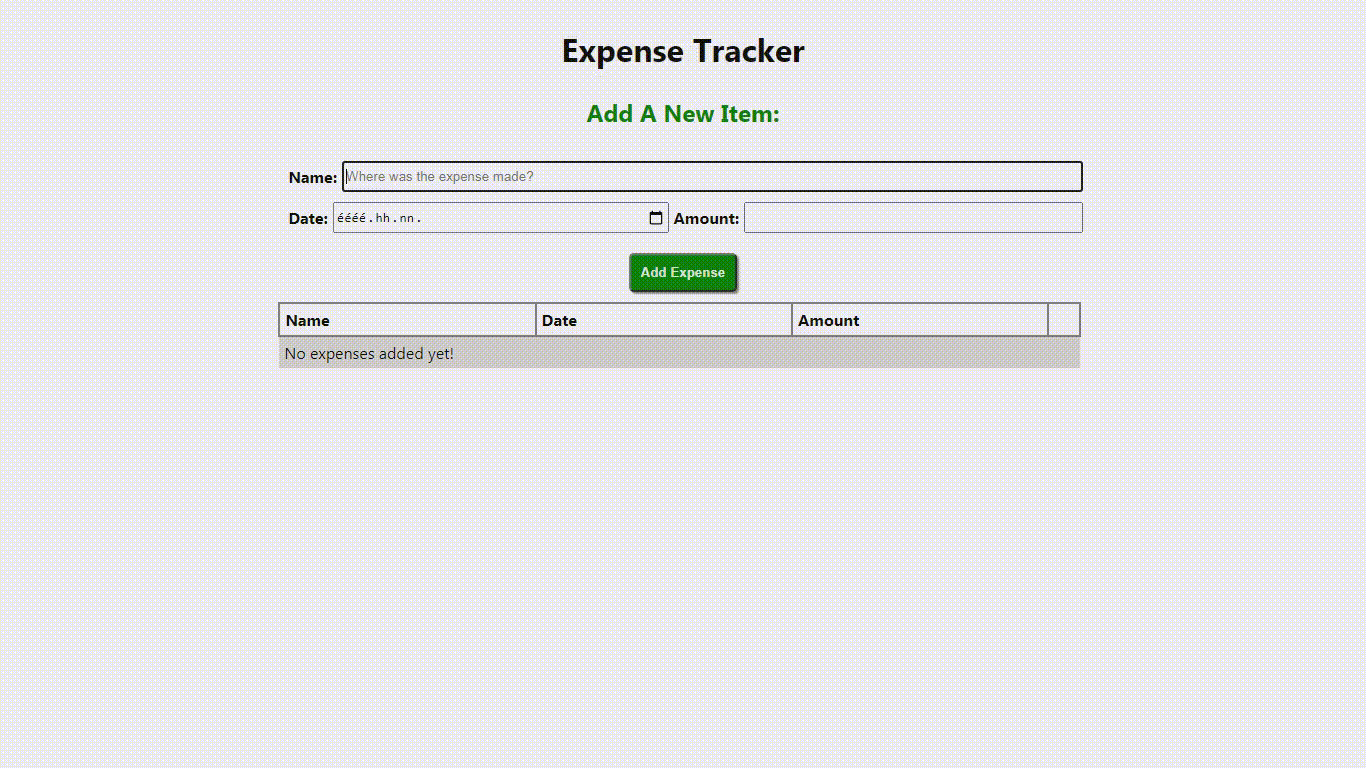 Expense Tracker
Add A New Item:
Name: Where was the expense made?
Date: éééé.hh.nn. Amount:
Add Expense
Name Date Amount
No expenses added yet!